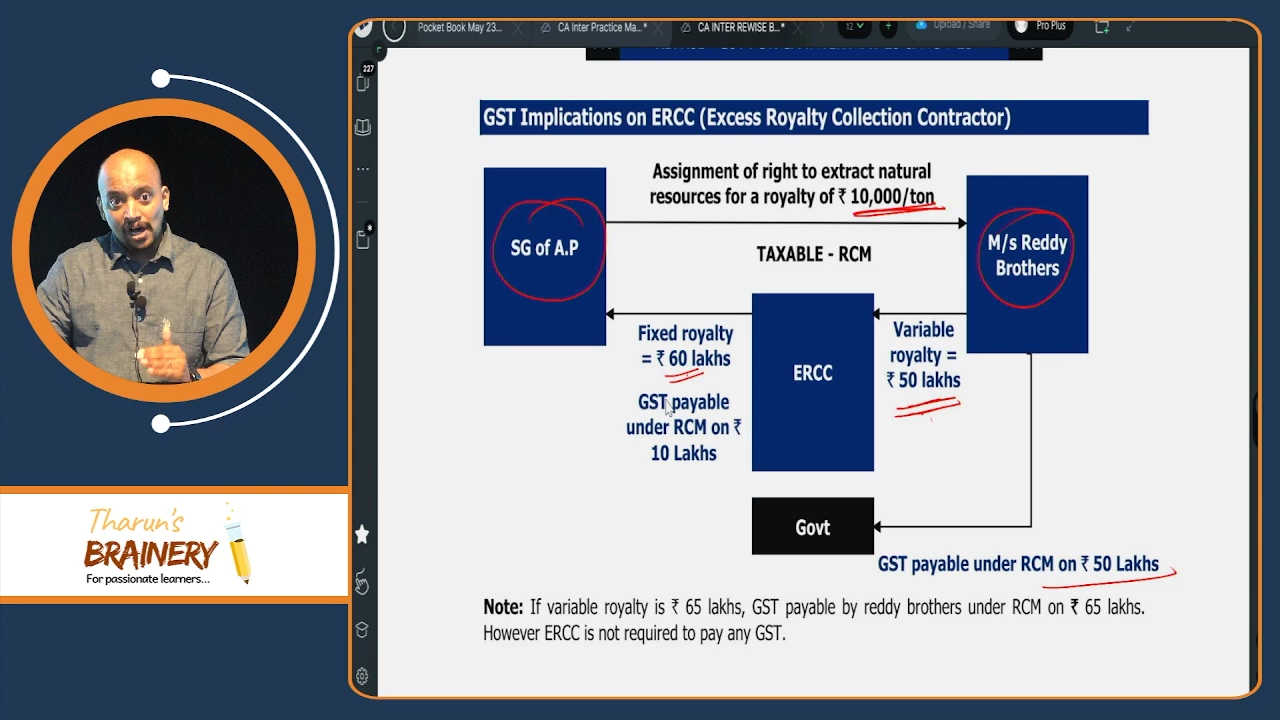 Pocket Book May 23...
CA Inter Practice Ma...*
CA INTER REWISE B...*
12
Upload / Share
Pro Plus
227
GST Implications on ERCC (Excess Royalty Collection Contractor)
Assignment of right to extract natural
resources for a royalty of ₹ 10,000/ton
SG of A.P
M/s Reddy
Brothers
TAXABLE - RCM
Fixed royalty
= ₹ 60 lakhs
GST payable
under RCM on ₹
10 Lakhs
ERCC
Variable
royalty =
₹ 50 lakhs
Govt
GST payable under RCM on ₹ 50 Lakhs
Note: If variable royalty is ₹ 65 lakhs, GST payable by reddy brothers under RCM on ₹ 65 lakhs.
However ERCC is not required to pay any GST.
Tharun's
BRAINERY
For passionate learners...